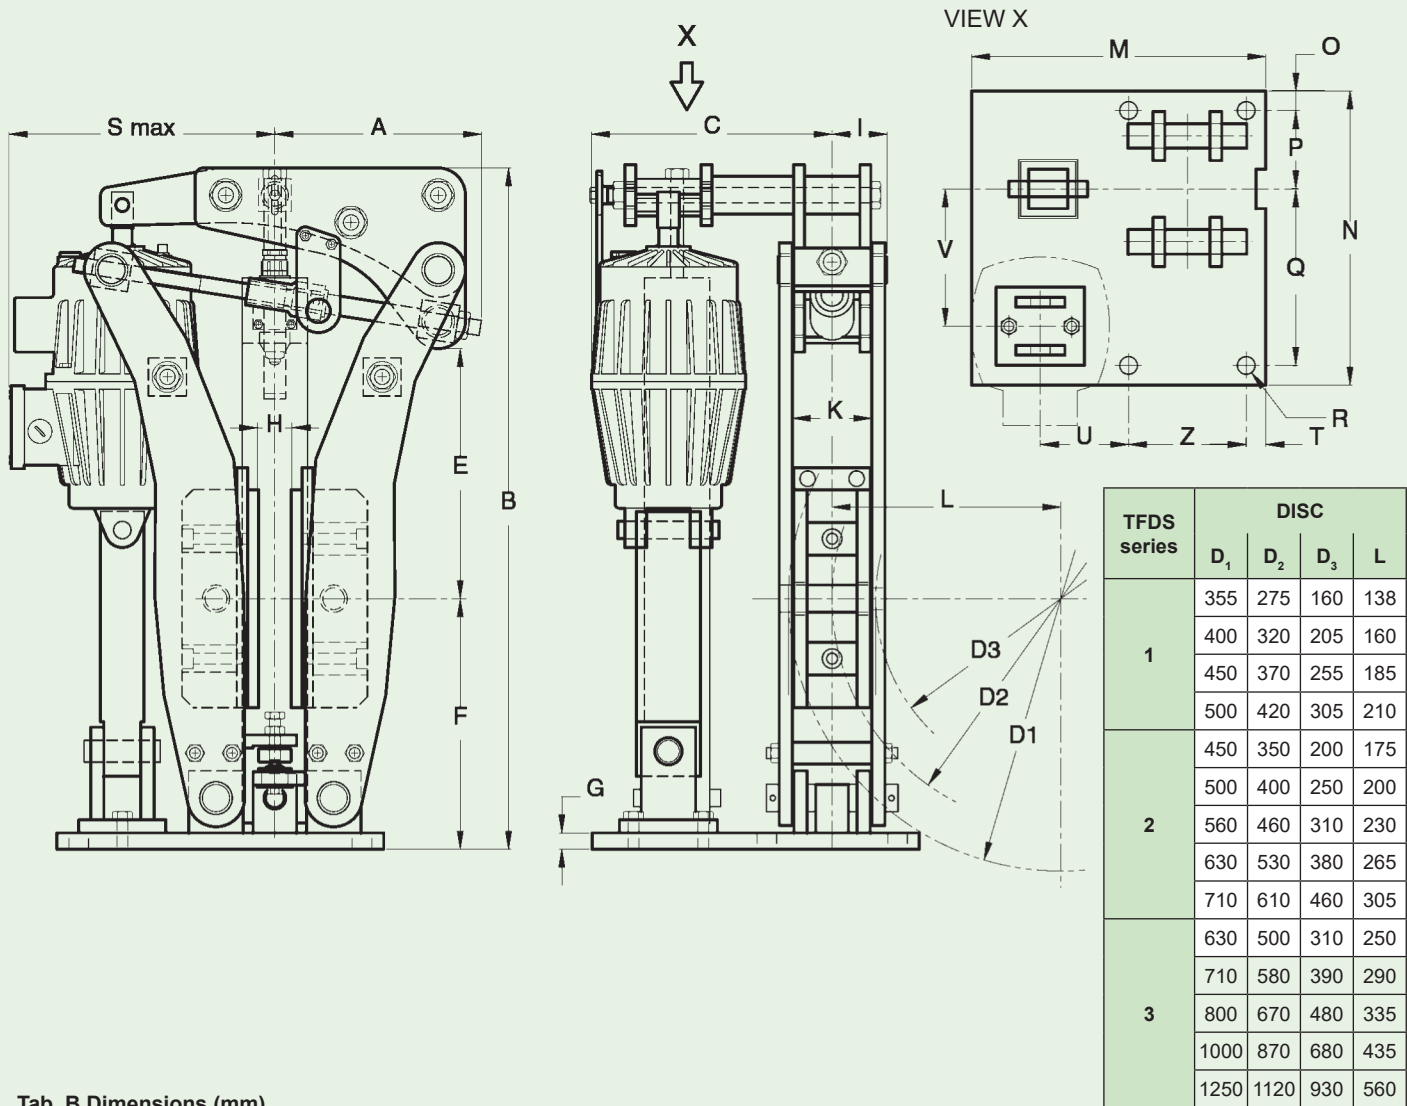 VIEW X
X
M
O
S max
A
C
I
P
N
V
Q
R
U
Z
T
H
K
E
B
L
D3
D2
D1
F
G
TFDS series
DISC
D1 D2 D3 L
1
355 275 160 138
400 320 205 160
450 370 255 185
500 420 305 210
2
450 350 200 175
500 400 250 200
560 460 310 230
630 530 380 265
710 610 460 305
3
630 500 310 250
710 580 390 290
800 670 480 335
1000 870 680 435
1250 1120 930 560
Tab. B Dimensions (mm)